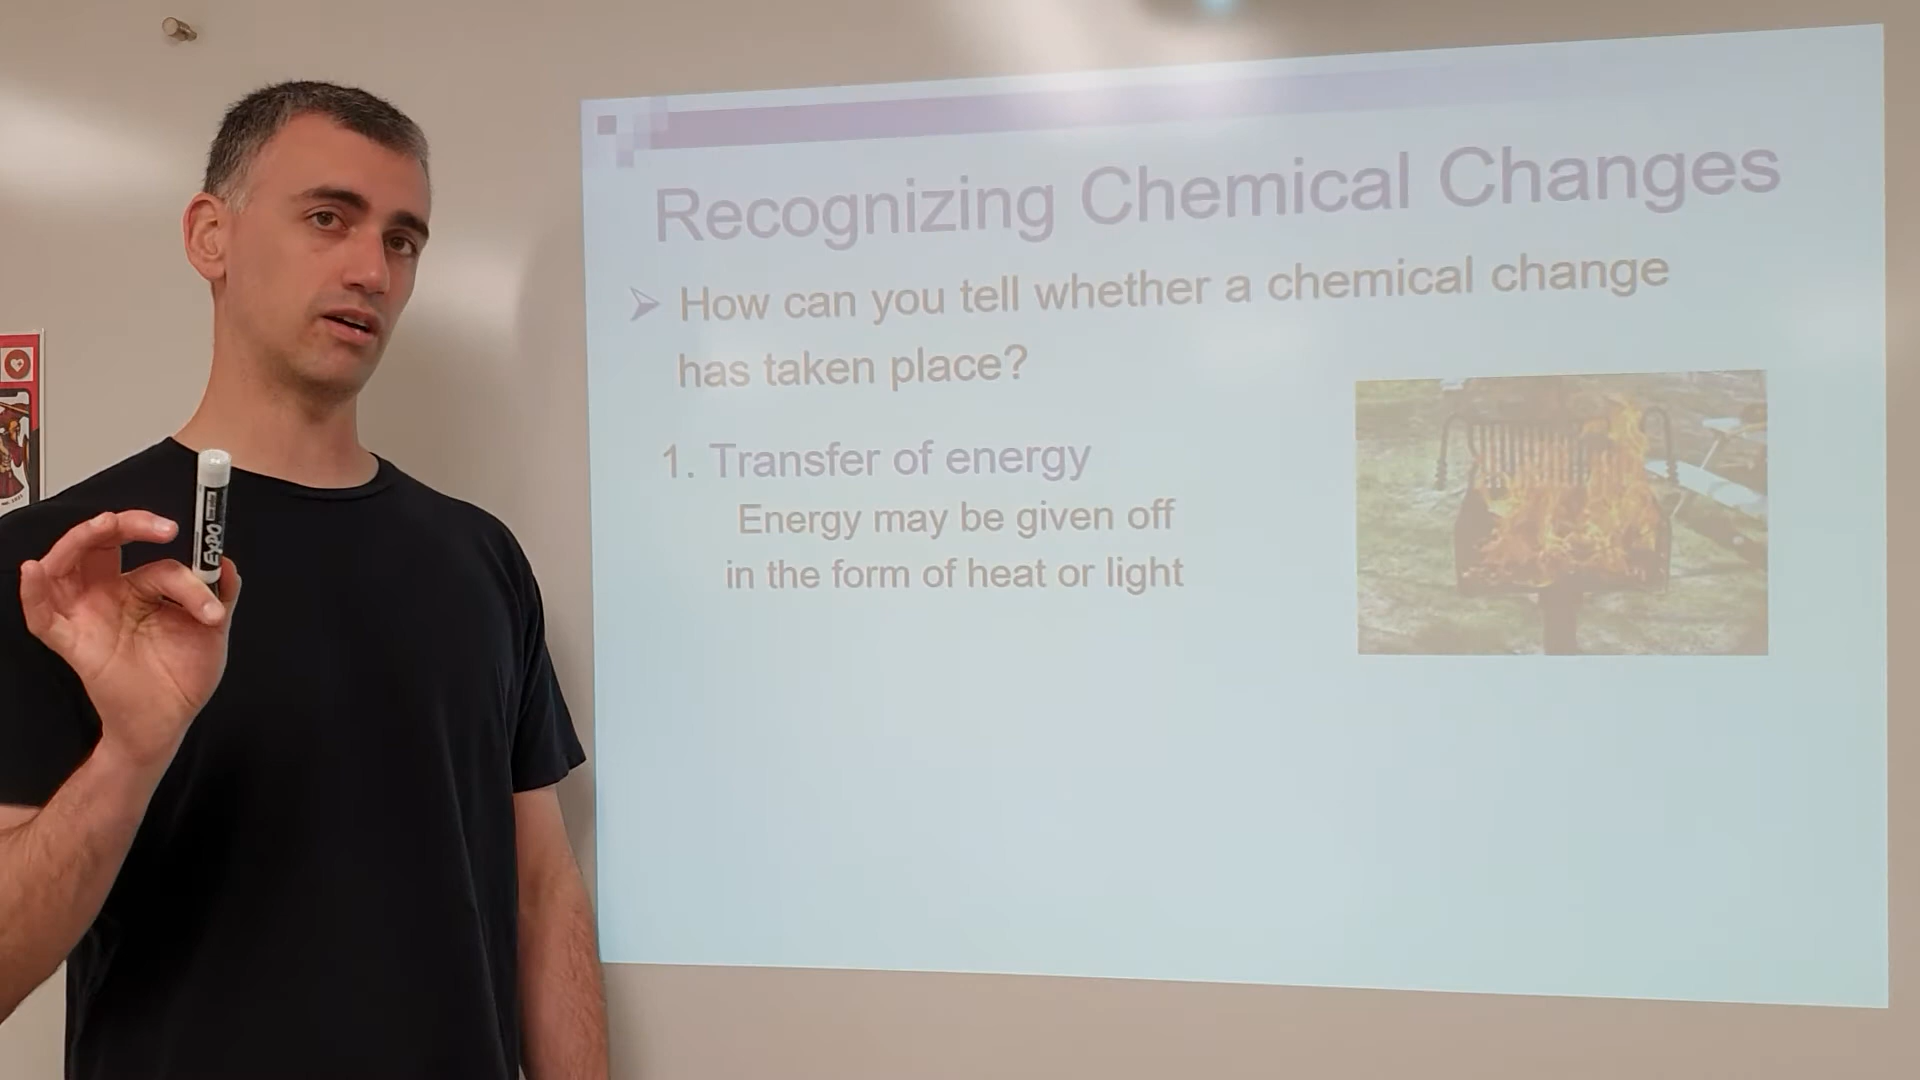 Recognizing Chemical Changes
How can you tell whether a chemical change
has taken place?
1. Transfer of energy
Energy may be given off
in the form of heat or light
EXPO